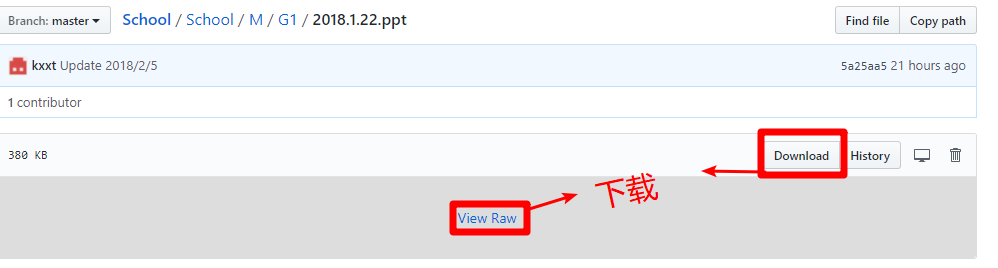 Branch: master School / School / M / G1 / 2018.1.22.ppt Find file Copy path
kxxt Update 2018/2/5 5a25aa5 21 hours ago
1 contributor
380 KB Download History
下载
View Raw